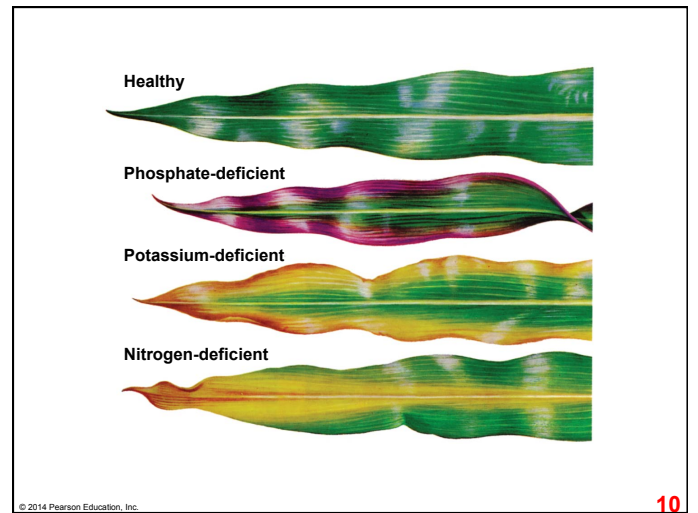 Healthy
Phosphate-deficient
Potassium-deficient
Nitrogen-deficient
© 2014 Pearson Education, Inc.
10